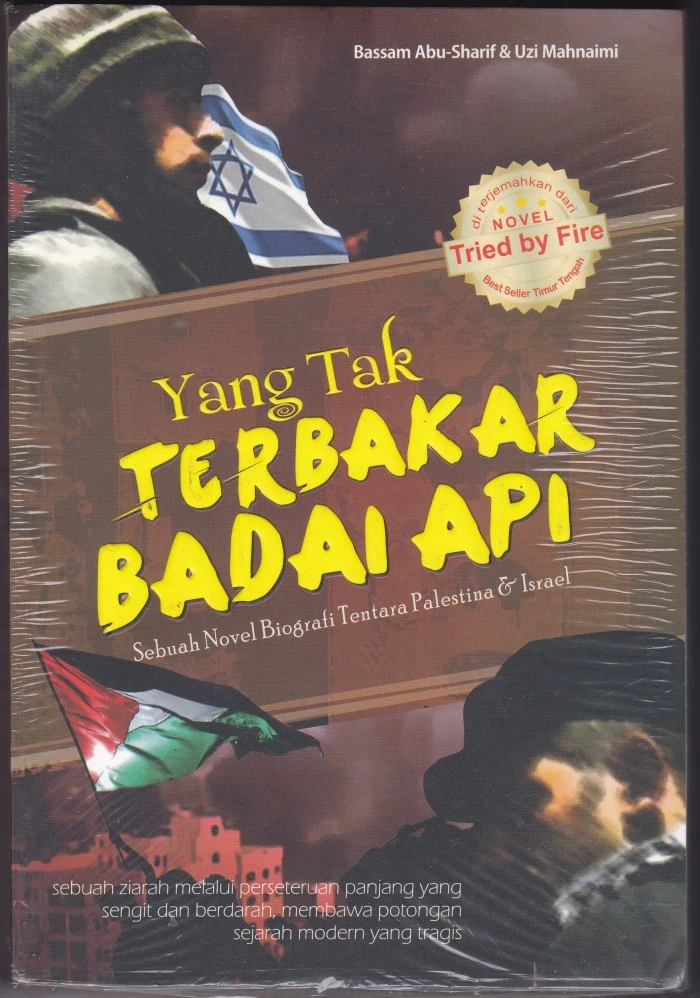 Bassam Abu-Sharif & Uzi Mahnaimi
di terjemahkan dari
NOVEL
Tried by Fire
Best Seller Timur Tengah
Yang Tak
TERBAKAR
BADAI API
Sebuah Novel Biografi Tentara Palestina & Israel
sebuah ziarah melalui perseteruan panjang yang
sengit dan berdarah, membawa potongan
sejarah modern yang tragis